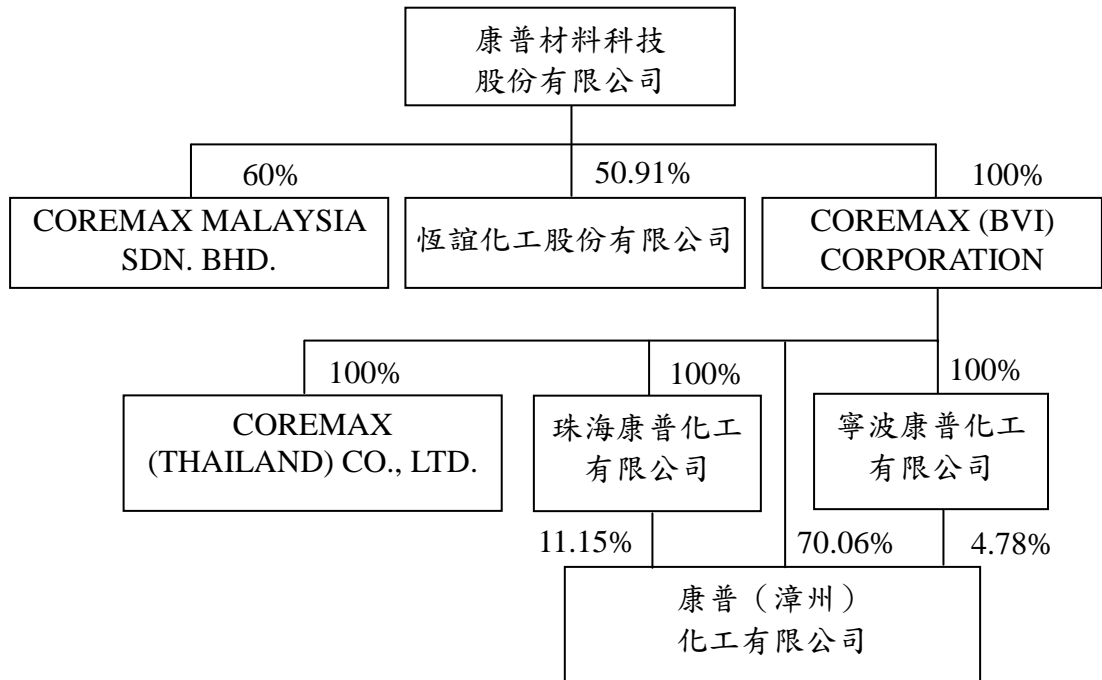 康普材料科技
股份有限公司
60%
50.91%
100%
COREMAX MALAYSIA
SDN. BHD.
恆誼化工股份有限公司
COREMAX (BVI)
CORPORATION
100%
100%
100%
COREMAX
(THAILAND) CO., LTD.
珠海康普化工
有限公司
寧波康普化工
有限公司
11.15%
70.06%
4.78%
康普（漳州）
化工有限公司